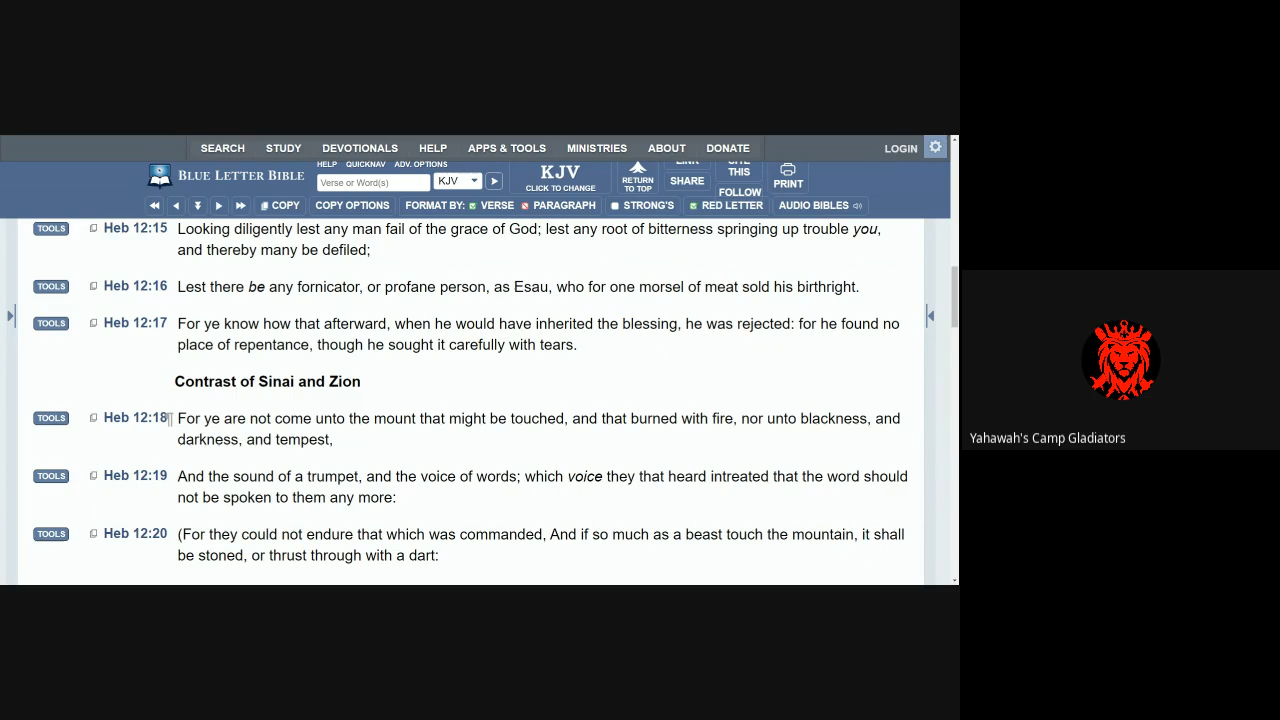 SEARCH STUDY DEVOTIONALS HELP APPS & TOOLS MINISTRIES ABOUT DONATE LOGIN
HELP QUICKNAV ADV. OPTIONS
BLUE LETTER BIBLE
Verse or Word(s)
KJV
KJV
CLICK TO CHANGE
RETURN
TO TOP
LINK
SHARE
CITE
THIS
FOLLOW
PRINT
COPY COPY OPTIONS FORMAT BY: VERSE PARAGRAPH STRONG'S RED LETTER AUDIO BIBLES
TOOLS Heb 12:15 Looking diligently lest any man fail of the grace of God; lest any root of bitterness springing up trouble you,
and thereby many be defiled;
TOOLS Heb 12:16 Lest there be any fornicator, or profane person, as Esau, who for one morsel of meat sold his birthright.
TOOLS Heb 12:17 For ye know how that afterward, when he would have inherited the blessing, he was rejected: for he found no
place of repentance, though he sought it carefully with tears.
Contrast of Sinai and Zion
TOOLS Heb 12:18¶ For ye are not come unto the mount that might be touched, and that burned with fire, nor unto blackness, and
darkness, and tempest,
TOOLS Heb 12:19 And the sound of a trumpet, and the voice of words; which voice they that heard intreated that the word should
not be spoken to them any more:
TOOLS Heb 12:20 (For they could not endure that which was commanded, And if so much as a beast touch the mountain, it shall
be stoned, or thrust through with a dart:
Yahawah's Camp Gladiators